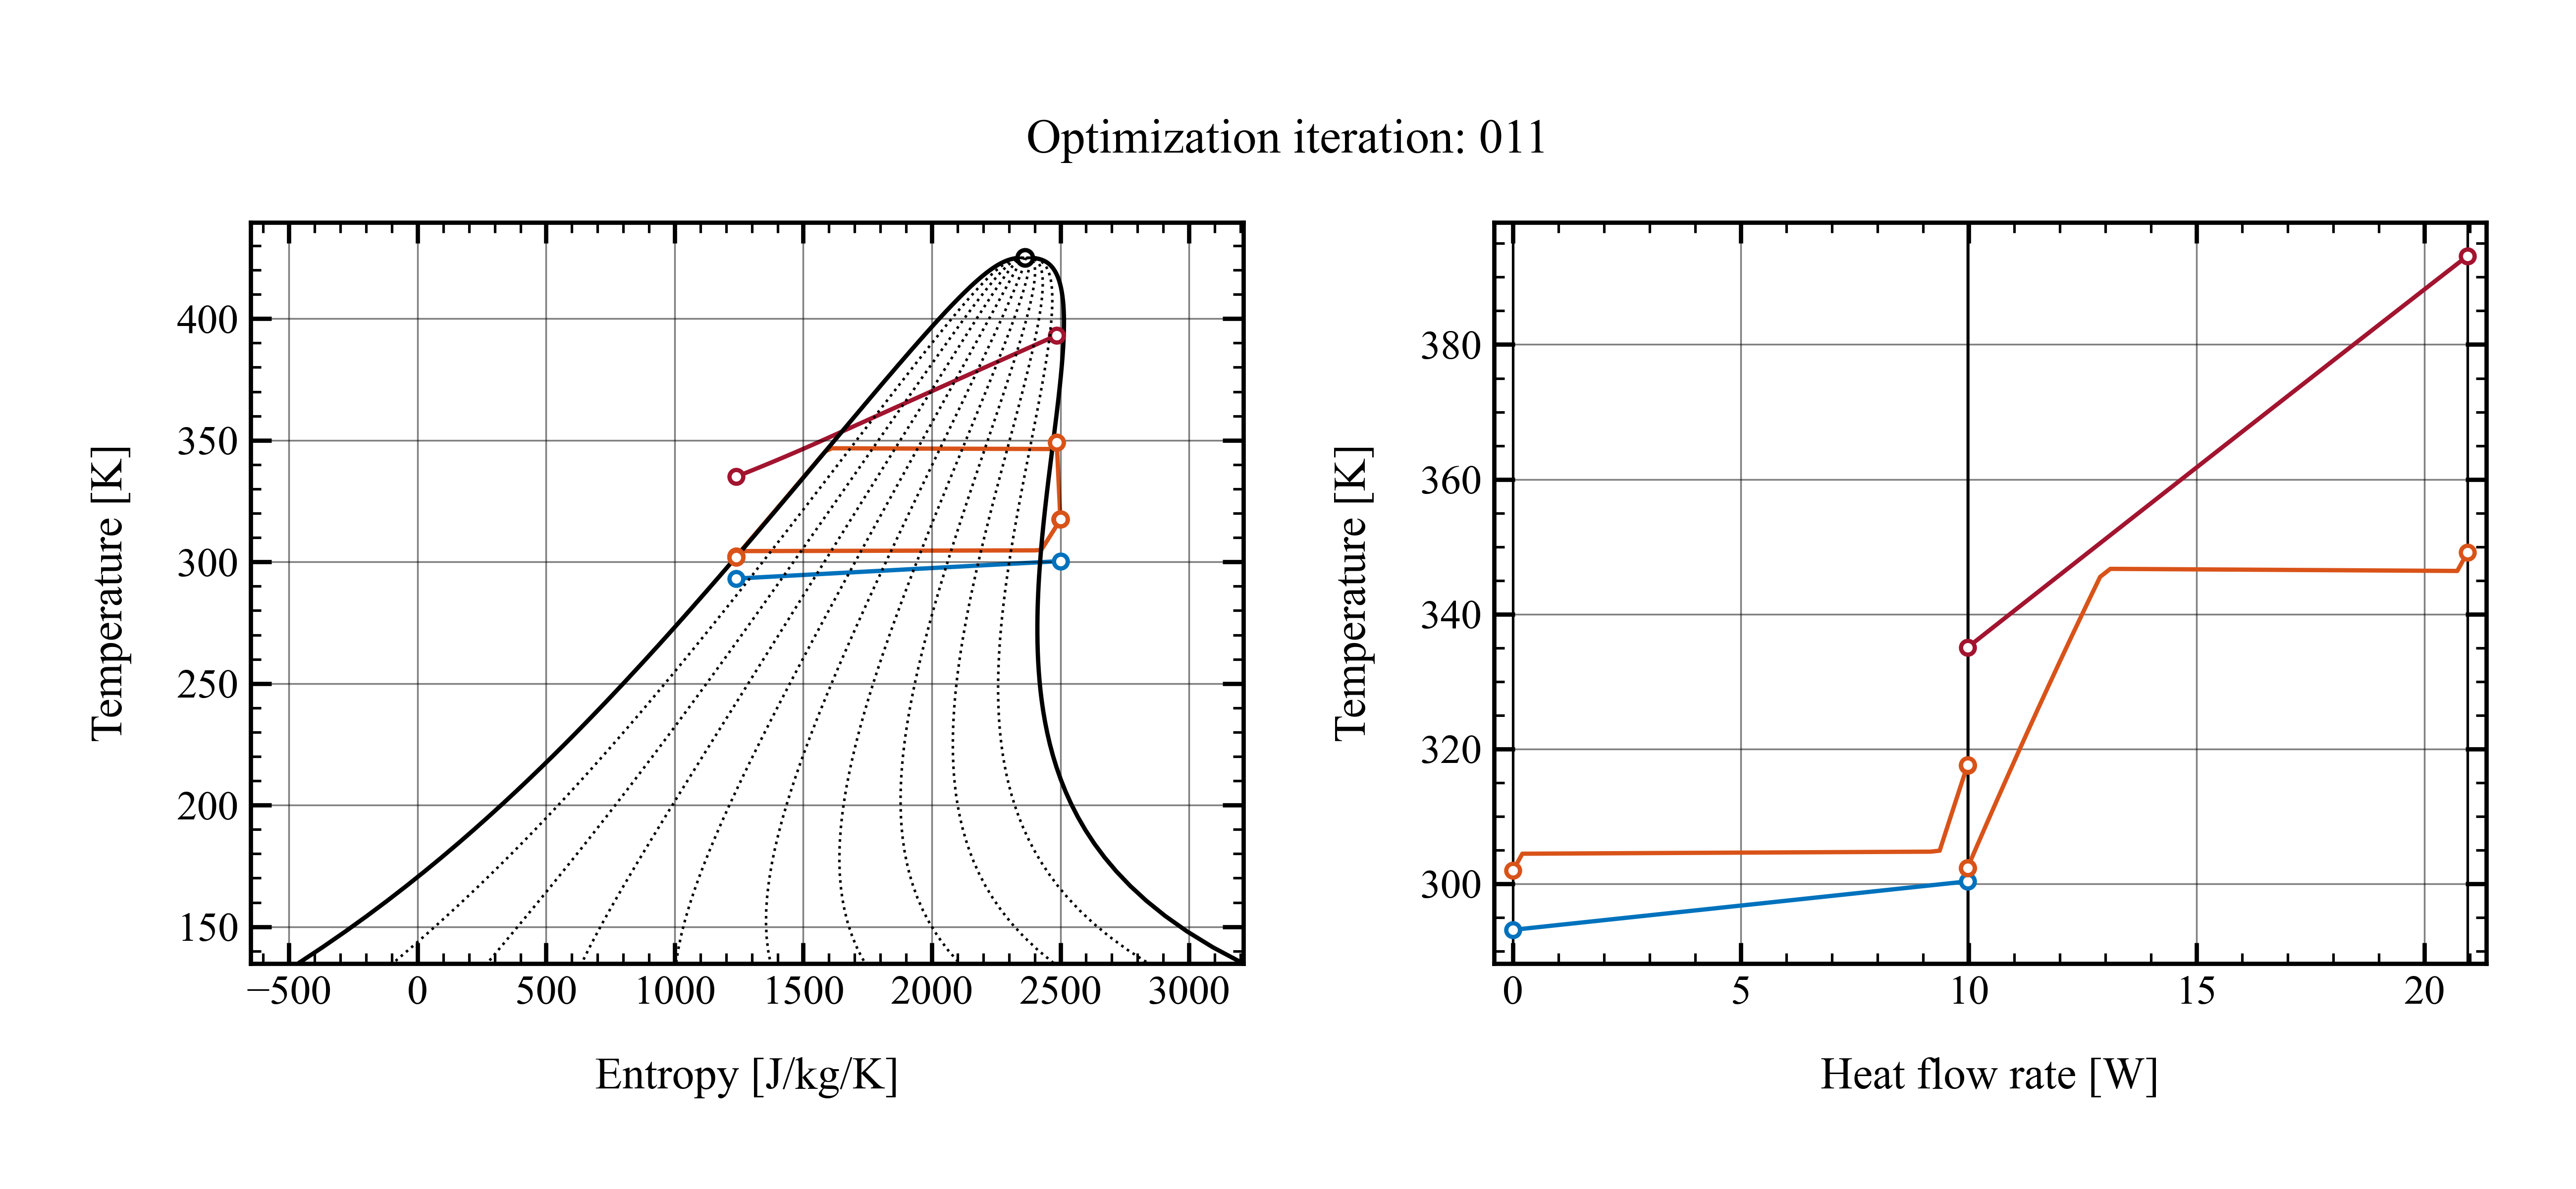 Optimization iteration: 011
Temperature [K]
400
350
300
250
200
150
−500 0 500 1000 1500 2000 2500 3000
Entropy [J/kg/K]
Temperature [K]
380
360
340
320
300
0 5 10 15 20
Heat flow rate [W]